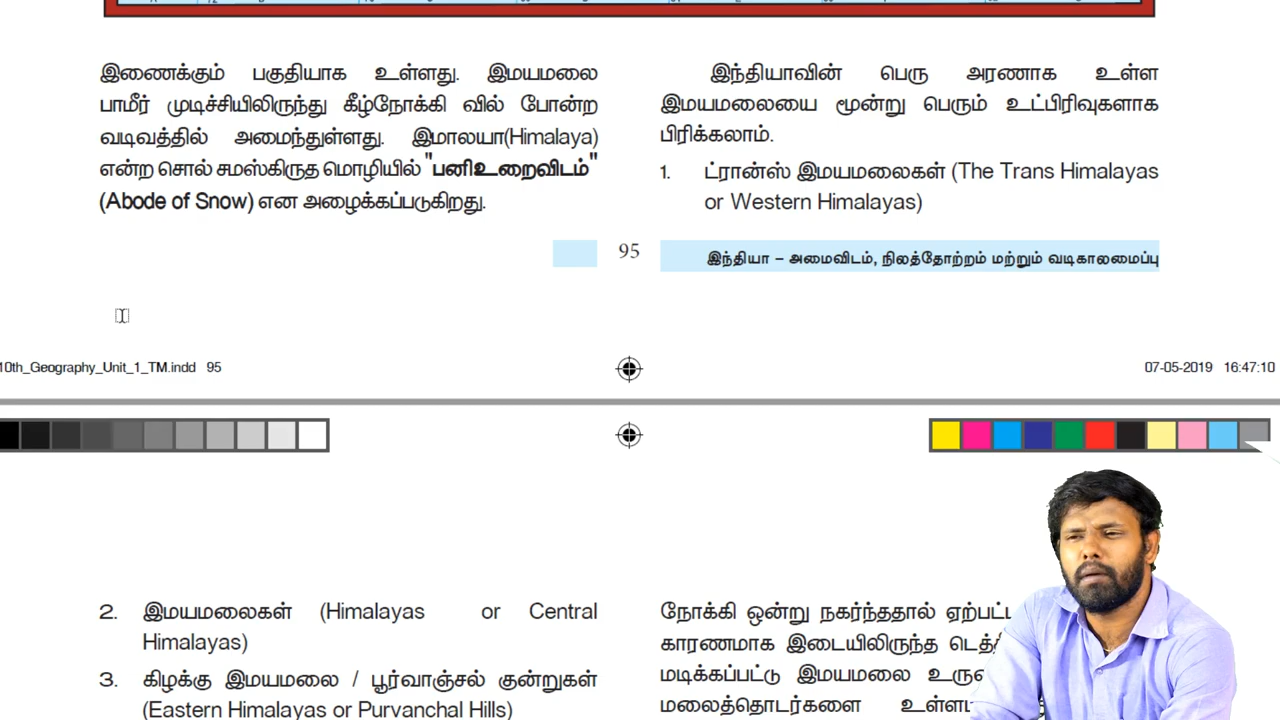 இணைக்கும் பகுதியாக உள்ளது. இமயமலை
பாமீர் முடிச்சியிலிருந்து கீழ்நோக்கி வில் போன்ற
வடிவத்தில் அமைந்துள்ளது. இமாலயா(Himalaya)
என்ற சொல் சமஸ்கிருத மொழியில் "பனிஉறைவிடம்"
(Abode of Snow) என அழைக்கப்படுகிறது.
இந்தியாவின் பெரு அரணாக உள்ள
இமயமலையை மூன்று பெரும் உட்பிரிவுகளாக
பிரிக்கலாம்.
1. ட்ரான்ஸ் இமயமலைகள் (The Trans Himalayas
or Western Himalayas)
95
இந்தியா – அமைவிடம், நிலத்தோற்றம் மற்றும் வடிகாலமைப்பு
10th_Geography_Unit_1_TM.indd 95
07-05-2019 16:47:10
2. இமயமலைகள் (Himalayas or Central
Himalayas)
3. கிழக்கு இமயமலை / பூர்வாஞ்சல் குன்றுகள்
(Eastern Himalayas or Purvanchal Hills)
நோக்கி ஒன்று நகர்ந்ததால்
காரணமாக இடையிலிருந்த
மடிக்கப்பட்டு இமயமலை
மலைத்தொடர்களை